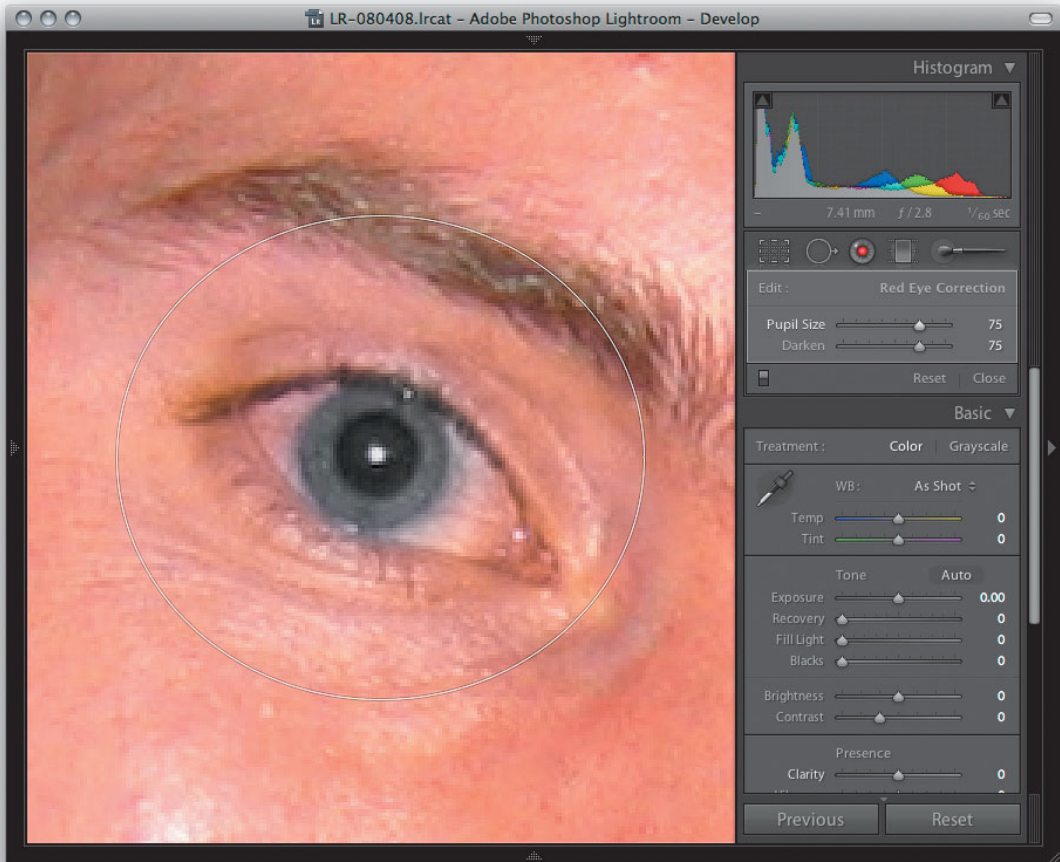 LR-080408.lrcat – Adobe Photoshop Lightroom – Develop
Histogram
– 7.41 mm ƒ / 2.8 1/60 sec
Edit : Red Eye Correction
Pupil Size 75
Darken 75
Reset Close
Basic
Treatment : Color Grayscale
WB : As Shot
Temp 0
Tint 0
Tone Auto
Exposure 0.00
Recovery 0
Fill Light 0
Blacks 0
Brightness 0
Contrast 0
Presence
Clarity 0
Previous Reset